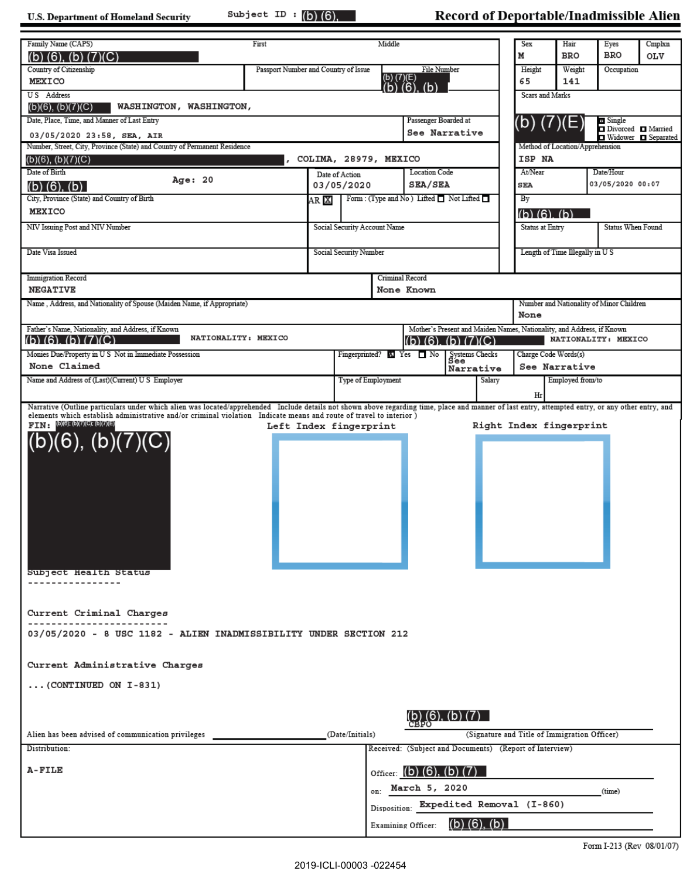 U.S. Department of Homeland Security Subject ID : (b) (6), Record of Deportable/Inadmissible Alien
Family Name (CAPS) First Middle Sex Hair Eyes Cmplxn
(b) (6), (b) (7)(C) M BRO BRO OLV
Country of Citizenship Passport Number and Country of Issue File Number Height Weight Occupation
MEXICO (b) (7)(E) (b) (6), (b) 65 141
U S Address Scars and Marks
(b)(6), (b)(7)(C) WASHINGTON, WASHINGTON,
Date, Place, Time, and Manner of Last Entry Passenger Boarded at (b) (7)(E) Single
Divorced Married
03/05/2020 23:58, SEA, AIR See Narrative Widower Separated
Number, Street, City, Province (State) and Country of Permanent Residence Method of Location/Apprehension
(b)(6), (b)(7)(C) , COLIMA, 28979, MEXICO ISP NA
Date of Birth Age: 20 Date of Action Location Code At/Near Date/Hour
(b) (6), (b) 03/05/2020 SEA/SEA SEA 03/05/2020 00:07
City, Province (State) and Country of Birth AR X Form : (Type and No ) Lifted Not Lifted By
MEXICO (b) (6), (b)
NIV Issuing Post and NIV Number Social Security Account Name Status at Entry Status When Found
Date Visa Issued Social Security Number Length of Time Illegally in U S
Immigration Record Criminal Record
NEGATIVE None Known
Name , Address, and Nationality of Spouse (Maiden Name, if Appropriate) Number and Nationality of Minor Children
None
Father's Name, Nationality, and Address, if Known Mother's Present and Maiden Names, Nationality, and Address, if Known
(b) (6), (b) (7)(C) NATIONALITY: MEXICO (b) (6), (b) (7)(C) NATIONALITY: MEXICO
Monies Due/Property in U S Not in Immediate Possession Fingerprinted? Yes No Systems Checks Charge Code Words(s)
None Claimed See Narrative See Narrative
Name and Address of (Last)(Current) U S Employer Type of Employment Salary Employed from/to
Hr
Narrative (Outline particulars under which alien was located/apprehended Include details not shown above regarding time, place and manner of last entry, attempted entry, or any other entry, and
elements which establish administrative and/or criminal violation Indicate means and route of travel to interior )
FIN: (b)(6), (b)(7)(C), (b)(7)(E) Left Index fingerprint Right Index fingerprint
(b)(6), (b)(7)(C)
Subject Health Status
----------------
Current Criminal Charges
------------------------
03/05/2020 - 8 USC 1182 - ALIEN INADMISSIBILITY UNDER SECTION 212
Current Administrative Charges
...(CONTINUED ON I-831)
(b) (6), (b) (7)
CBPO
Alien has been advised of communication privileges (Date/Initials) (Signature and Title of Immigration Officer)
Distribution: Received: (Subject and Documents) (Report of Interview)
A-FILE
Officer: (b) (6), (b) (7)
on: March 5, 2020 (time)
Disposition: Expedited Removal (I-860)
Examining Officer: (b) (6), (b)
Form I-213 (Rev 08/01/07)
2019-ICLI-00003 -022454